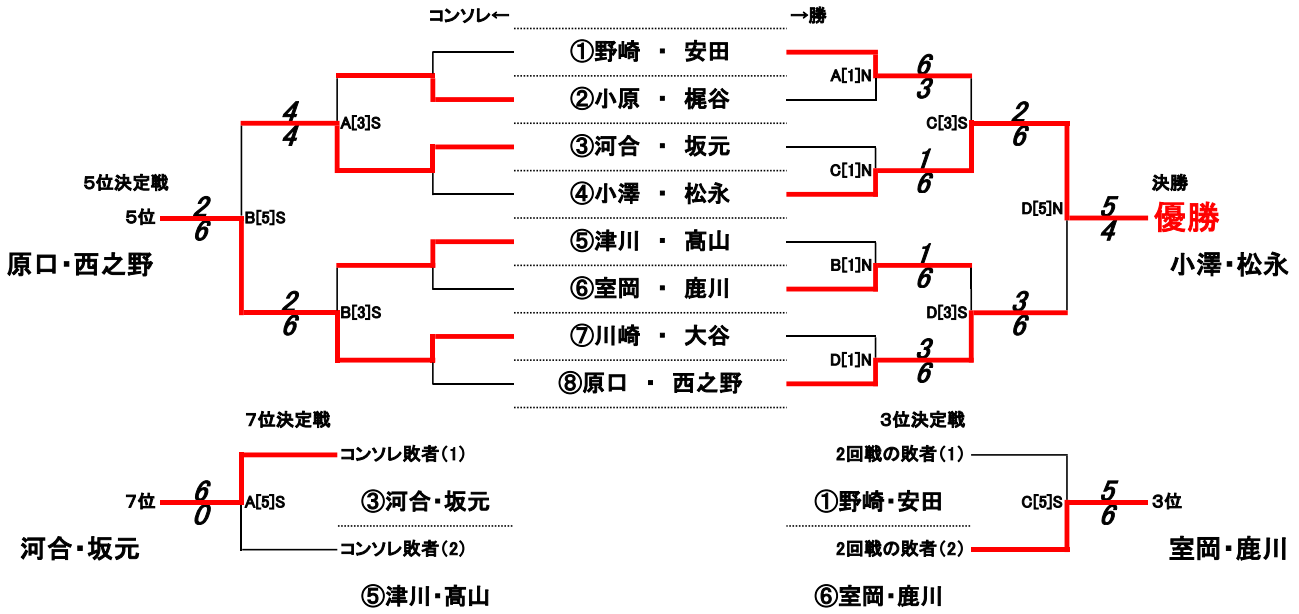 コンソレ← →勝
①野崎 ・ 安田
A[1]N 6
3
②小原 ・ 梶谷
4
4 A[3]S C[3]S 2
6
③河合 ・ 坂元
C[1]N 1
6
5位決定戦 ④小澤 ・ 松永 決勝
5位 2
6 B[5]S D[5]N 5
4 優勝
⑤津川 ・ 髙山
原口・西之野 B[1]N 1
6 小澤・松永
⑥室岡 ・ 鹿川
2
6 B[3]S D[3]S 3
6
⑦川崎 ・ 大谷
D[1]N 3
6
⑧原口 ・ 西之野
7位決定戦 3位決定戦
コンソレ敗者(1) 2回戦の敗者(1)
7位 6
0 A[5]S ③河合・坂元 ①野崎・安田 C[5]S 5
6 3位
河合・坂元 コンソレ敗者(2) 2回戦の敗者(2) 室岡・鹿川
⑤津川・髙山 ⑥室岡・鹿川